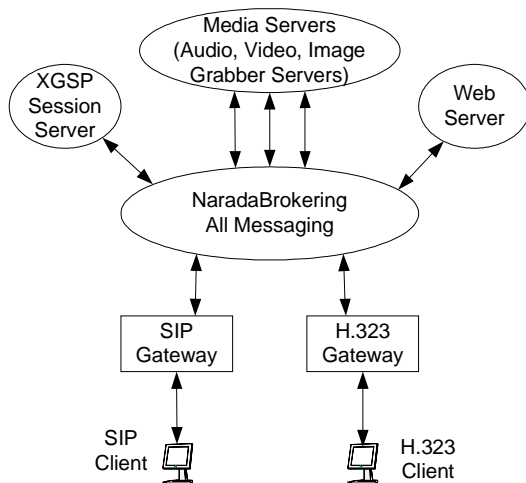 Media Servers
(Audio, Video, Image
Grabber Servers)
XGSP
Session
Server
Web
Server
NaradaBrokering
All Messaging
SIP
Gateway
H.323
Gateway
SIP
Client
H.323
Client